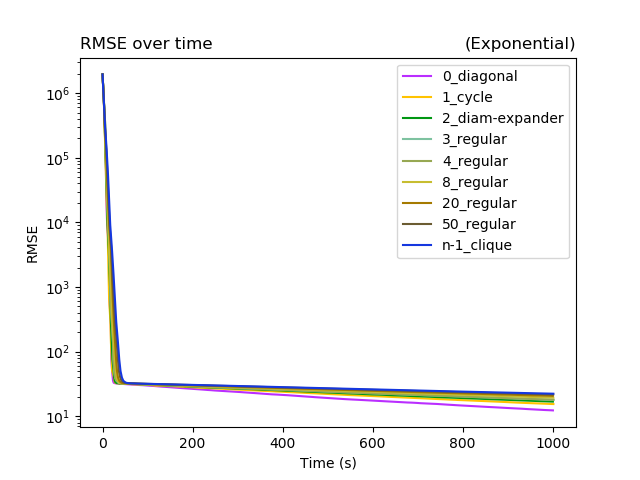 RMSE over time
(Exponential)
RMSE
10^6
10^5
10^4
10^3
10^2
10^1
0_diagonal
1_cycle
2_diam-expander
3_regular
4_regular
8_regular
20_regular
50_regular
n-1_clique
0 200 400 600 800 1000
Time (s)